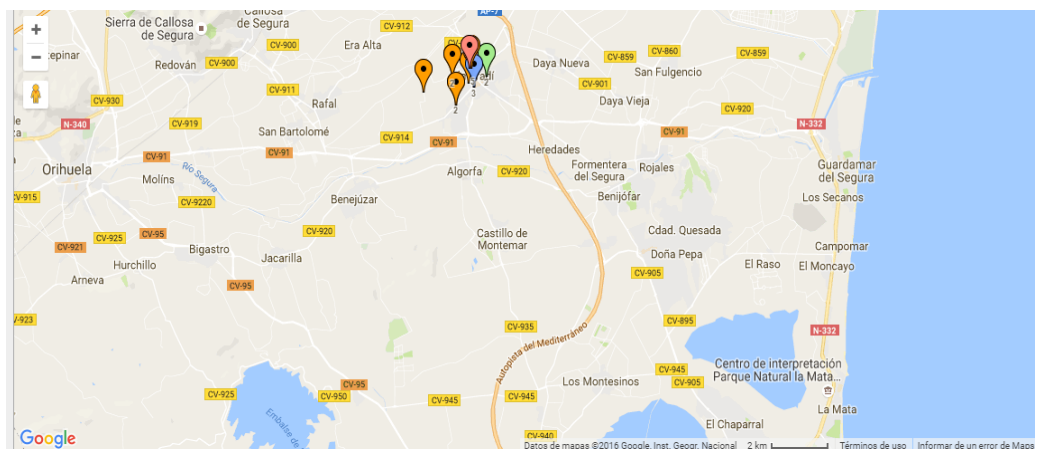 Sierra de Callosa
de Segura
Callosa
de Segura
CV-912
AP-7
CV-900
Era Alta
Redován
CV-900
CV-859
CV-860
CV-859
Daya Nueva
San Fulgencio
CV-930
CV-911
Rafal
CV-901
Daya Vieja
CV-920
2
3
2
N-340
CV-919
San Bartolomé
CV-914
CV-91
CV-91
N-332
CV-91
CV-91
Heredades
Orihuela
Molíns
Río Segura
Algorfa
CV-920
Formentera
del Segura
Rojales
Guardamar
del Segura
CV-915
CV-9220
Benejúzar
Benijófar
Los Secanos
CV-921
CV-925
CV-95
CV-920
Bigastro
Jacarilla
Castillo de
Montemar
Cdad. Quesada
Doña Pepa
Campomar
Hurchillo
Arneva
CV-95
CV-905
El Raso
El Moncayo
V-923
CV-935
CV-895
N-332
Autopista del Mediterráneo
Centro de interpretación
Parque Natural la Mata...
CV-945
CV-905
Los Montesinos
CV-95
CV-925
CV-950
CV-945
CV-945
La Mata
Embalse de
El Chaparral
CV-940
Google
Datos de mapas ©2016 Google, Inst. Geogr. Nacional
2 km
Términos de uso
Informar de un error de Maps